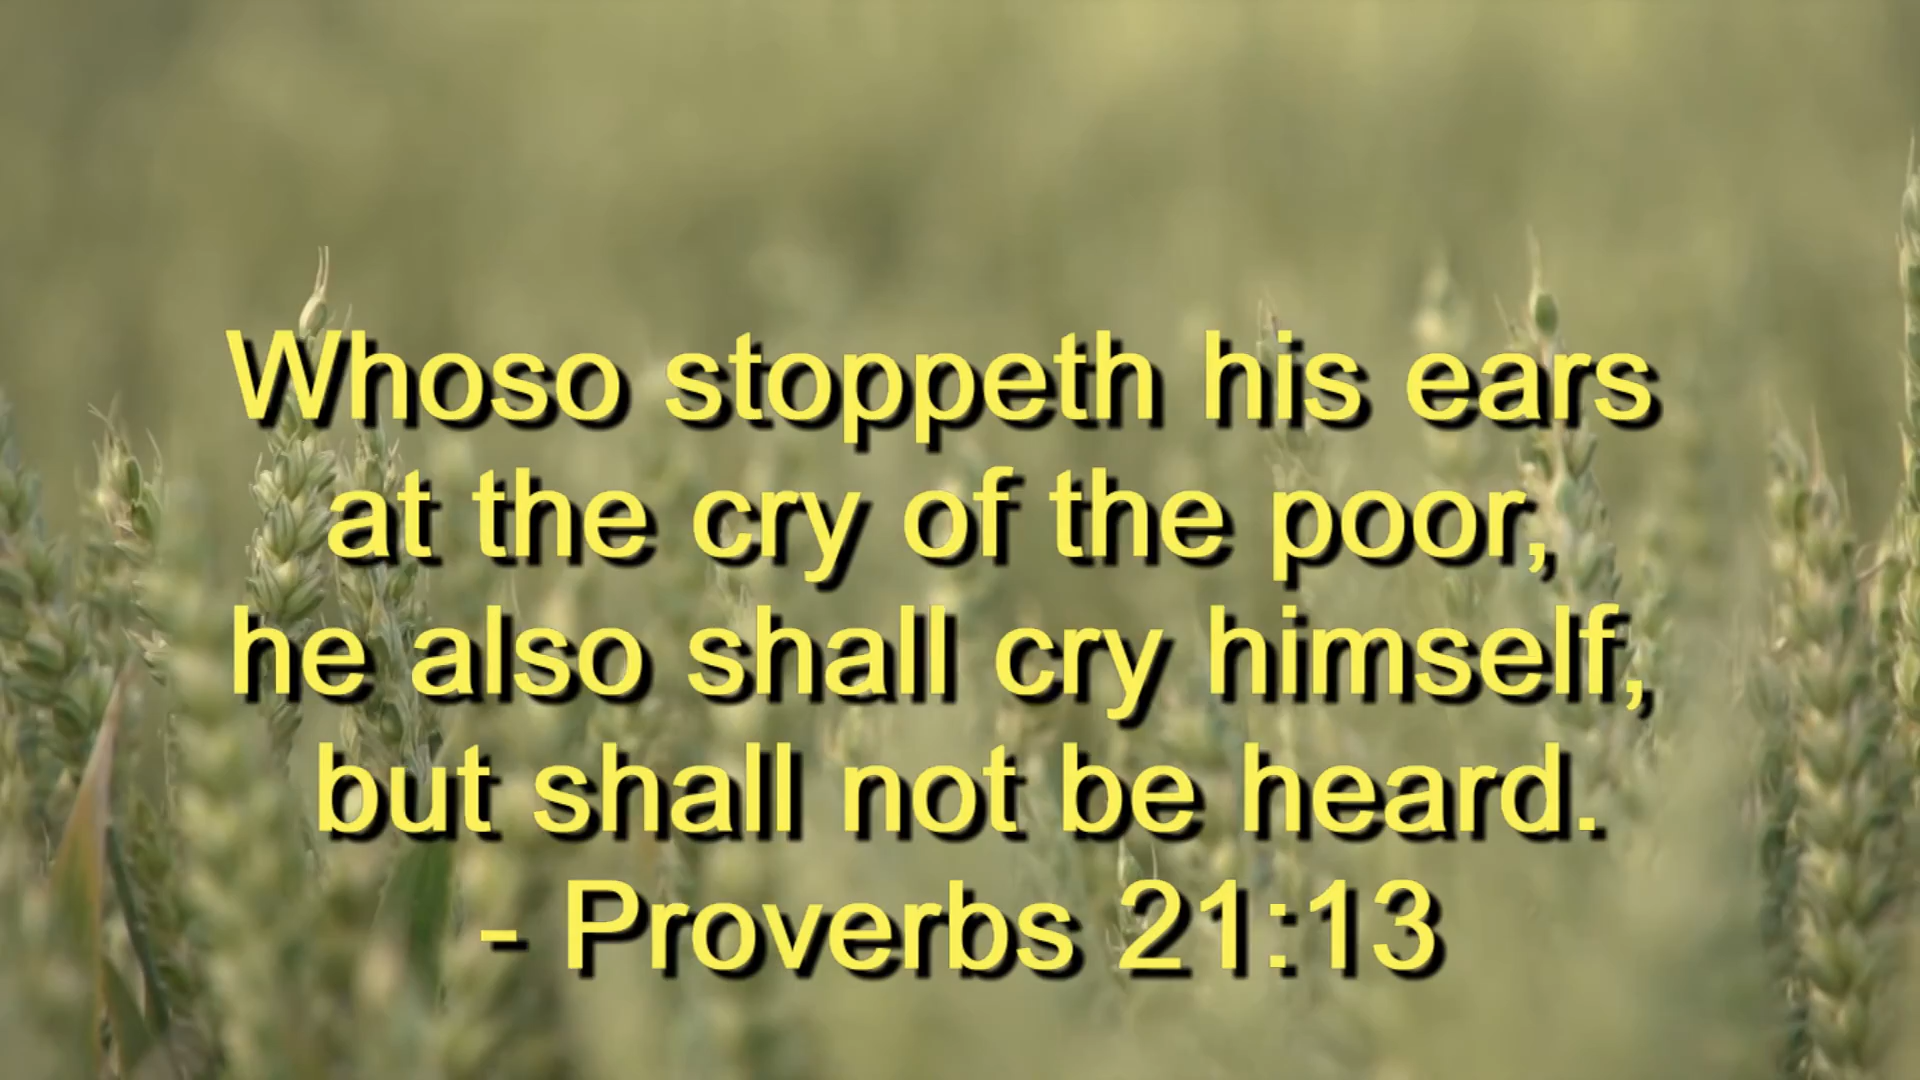 Whoso stoppeth his ears
at the cry of the poor,
he also shall cry himself,
but shall not be heard.
- Proverbs 21:13